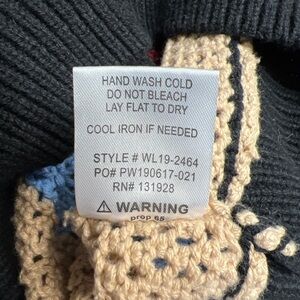 HAND WASH COLD
DO NOT BLEACH
LAY FLAT TO DRY
COOL IRON IF NEEDED
STYLE # WL19-2464
PO# PW190617-021
RN# 131928
⚠ WARNING
prop 65